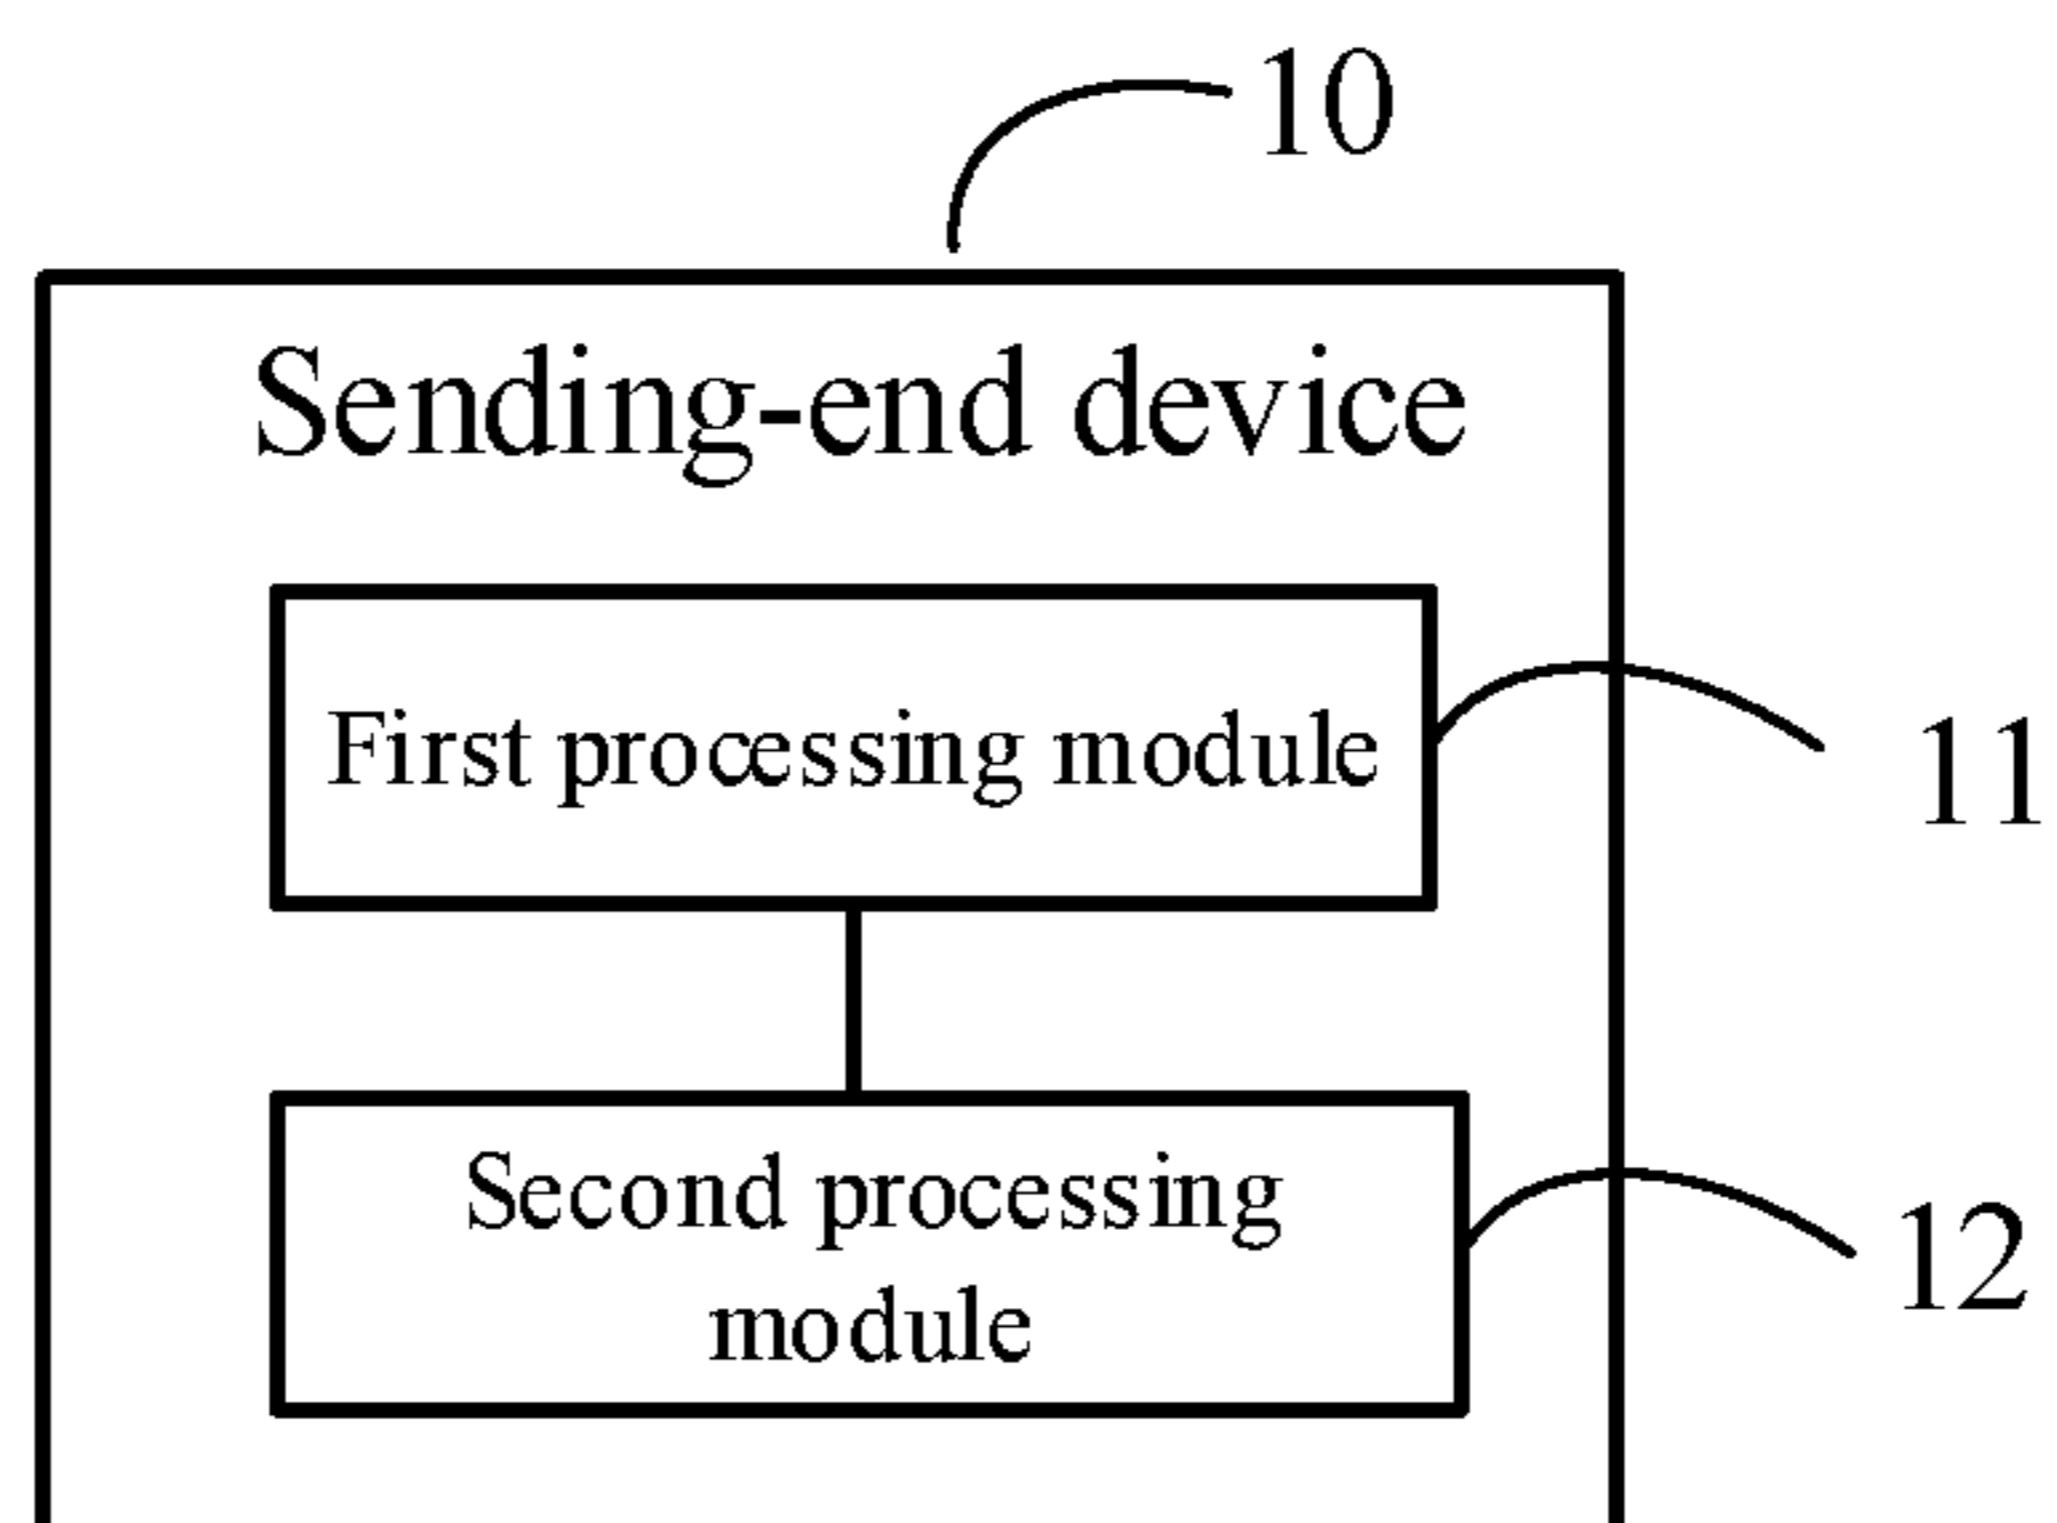 10
Sending-end device
First processing module
11
Second processing
module
12